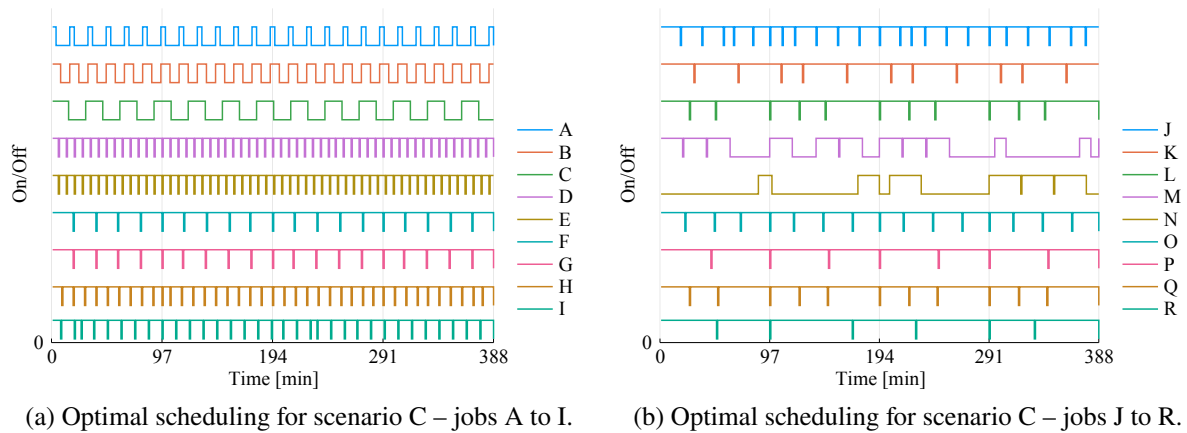 On/Off
A
B
C
D
E
F
G
H
I
0
0 97 194 291 388
Time [min]
(a) Optimal scheduling for scenario C – jobs A to I.
On/Off
J
K
L
M
N
O
P
Q
R
0 97 194 291 388
Time [min]
(b) Optimal scheduling for scenario C – jobs J to R.